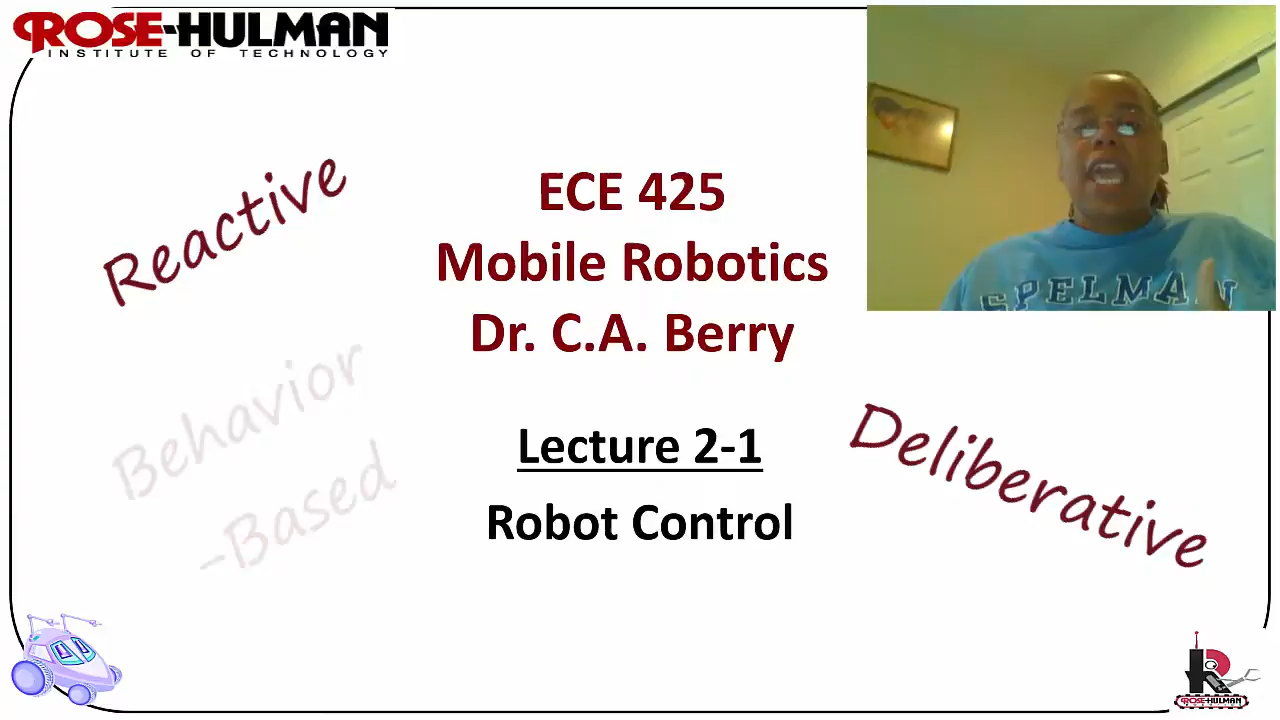 ROSE-HULMAN
INSTITUTE OF TECHNOLOGY
Reactive
ECE 425
Mobile Robotics
Dr. C.A. Berry
SPELMAN
Behavior
-Based
Lecture 2-1
Robot Control
Deliberative
ROSE-HULMAN